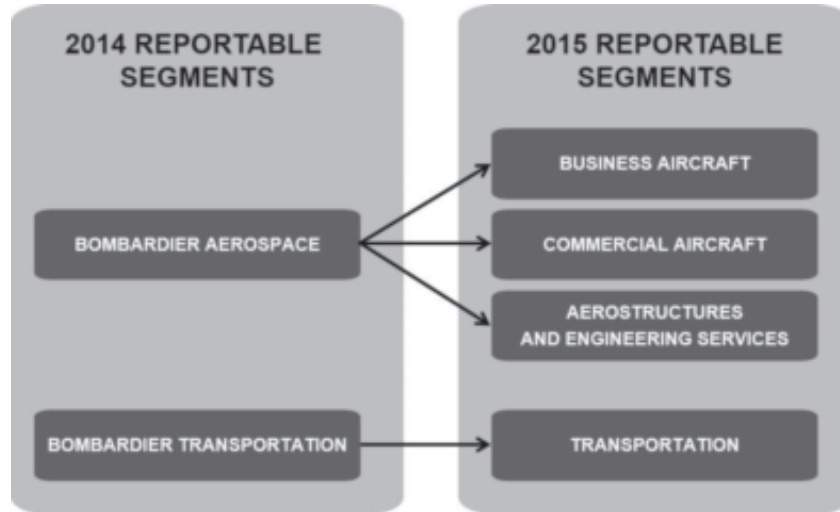 2014 REPORTABLE
SEGMENTS
BOMBARDIER AEROSPACE
BOMBARDIER TRANSPORTATION
2015 REPORTABLE
SEGMENTS
BUSINESS AIRCRAFT
COMMERCIAL AIRCRAFT
AEROSTRUCTURES
AND ENGINEERING SERVICES
TRANSPORTATION